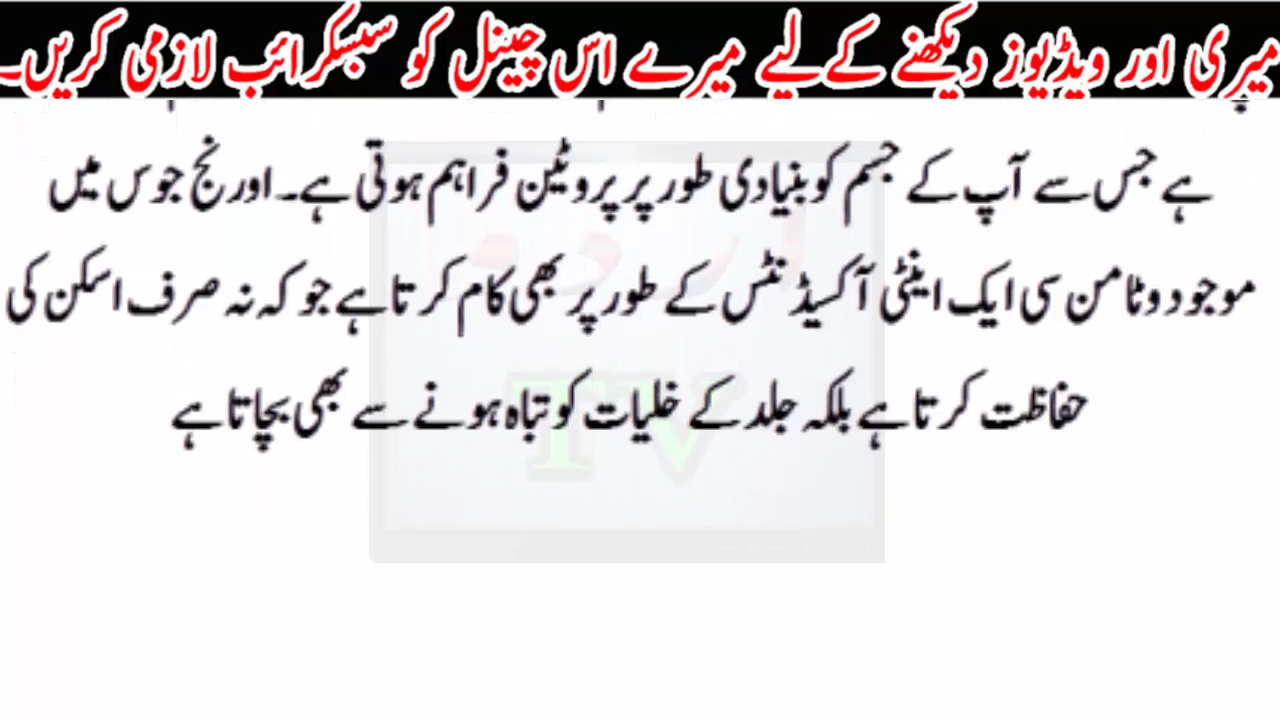 میری اور ویڈیوز دیکھنے کےلیے میرے اس چینل کو سبسکرائب لازمی کریں۔
ہے جس سے آپ کے جسم کو بنیادی طور پر پروٹین فراہم ہوتی ہے۔ اورنج جوس میں
موجود وٹامن سی ایک اینٹی آکسیڈنٹس کے طور پر بھی کام کرتا ہے جو کہ نہ صرف اسکن کی
حفاظت کرتا ہے بلکہ جلد کے خلیات کو تباہ ہونے سے بھی بچاتا ہے
اردو
TV